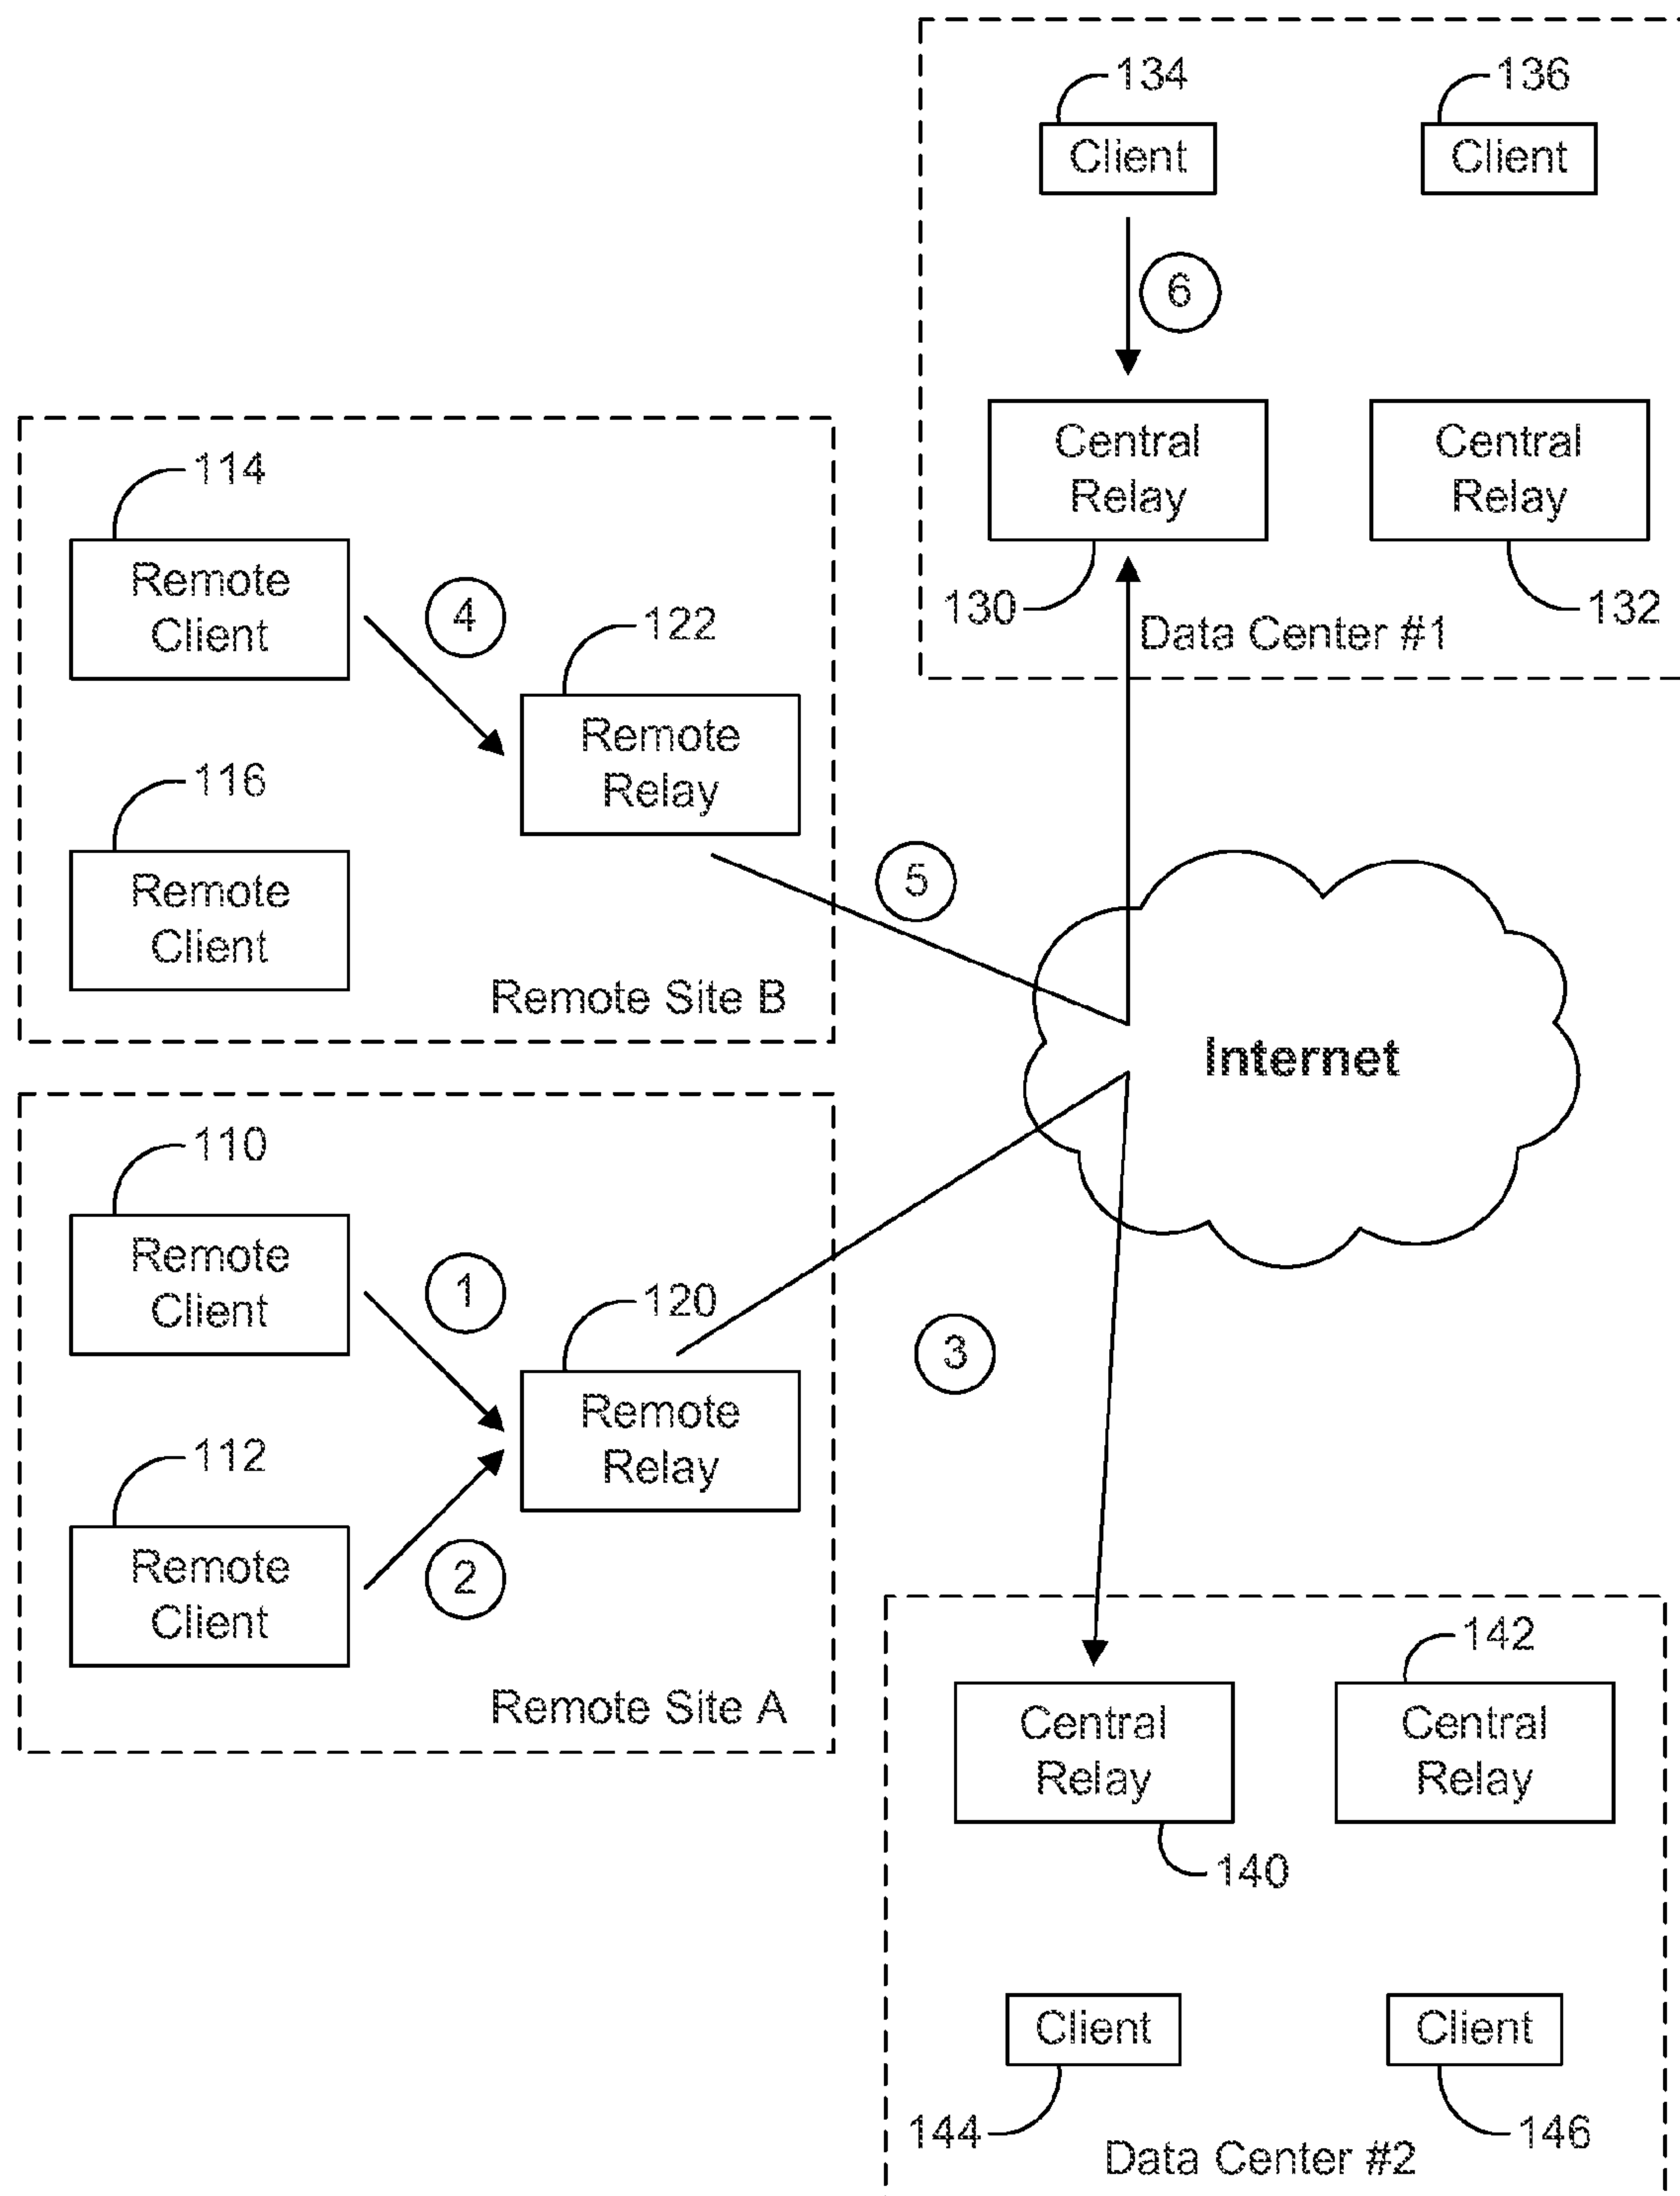 134
136
Client
Client
6
Central
Relay
Central
Relay
130
132
Data Center #1
114
Remote
Client
4
122
Remote
Relay
116
Remote
Client
5
Remote Site B
Internet
110
Remote
Client
1
120
Remote
Relay
3
112
Remote
Client
2
Remote Site A
142
Central
Relay
Central
Relay
140
Client
Client
144
146
Data Center #2